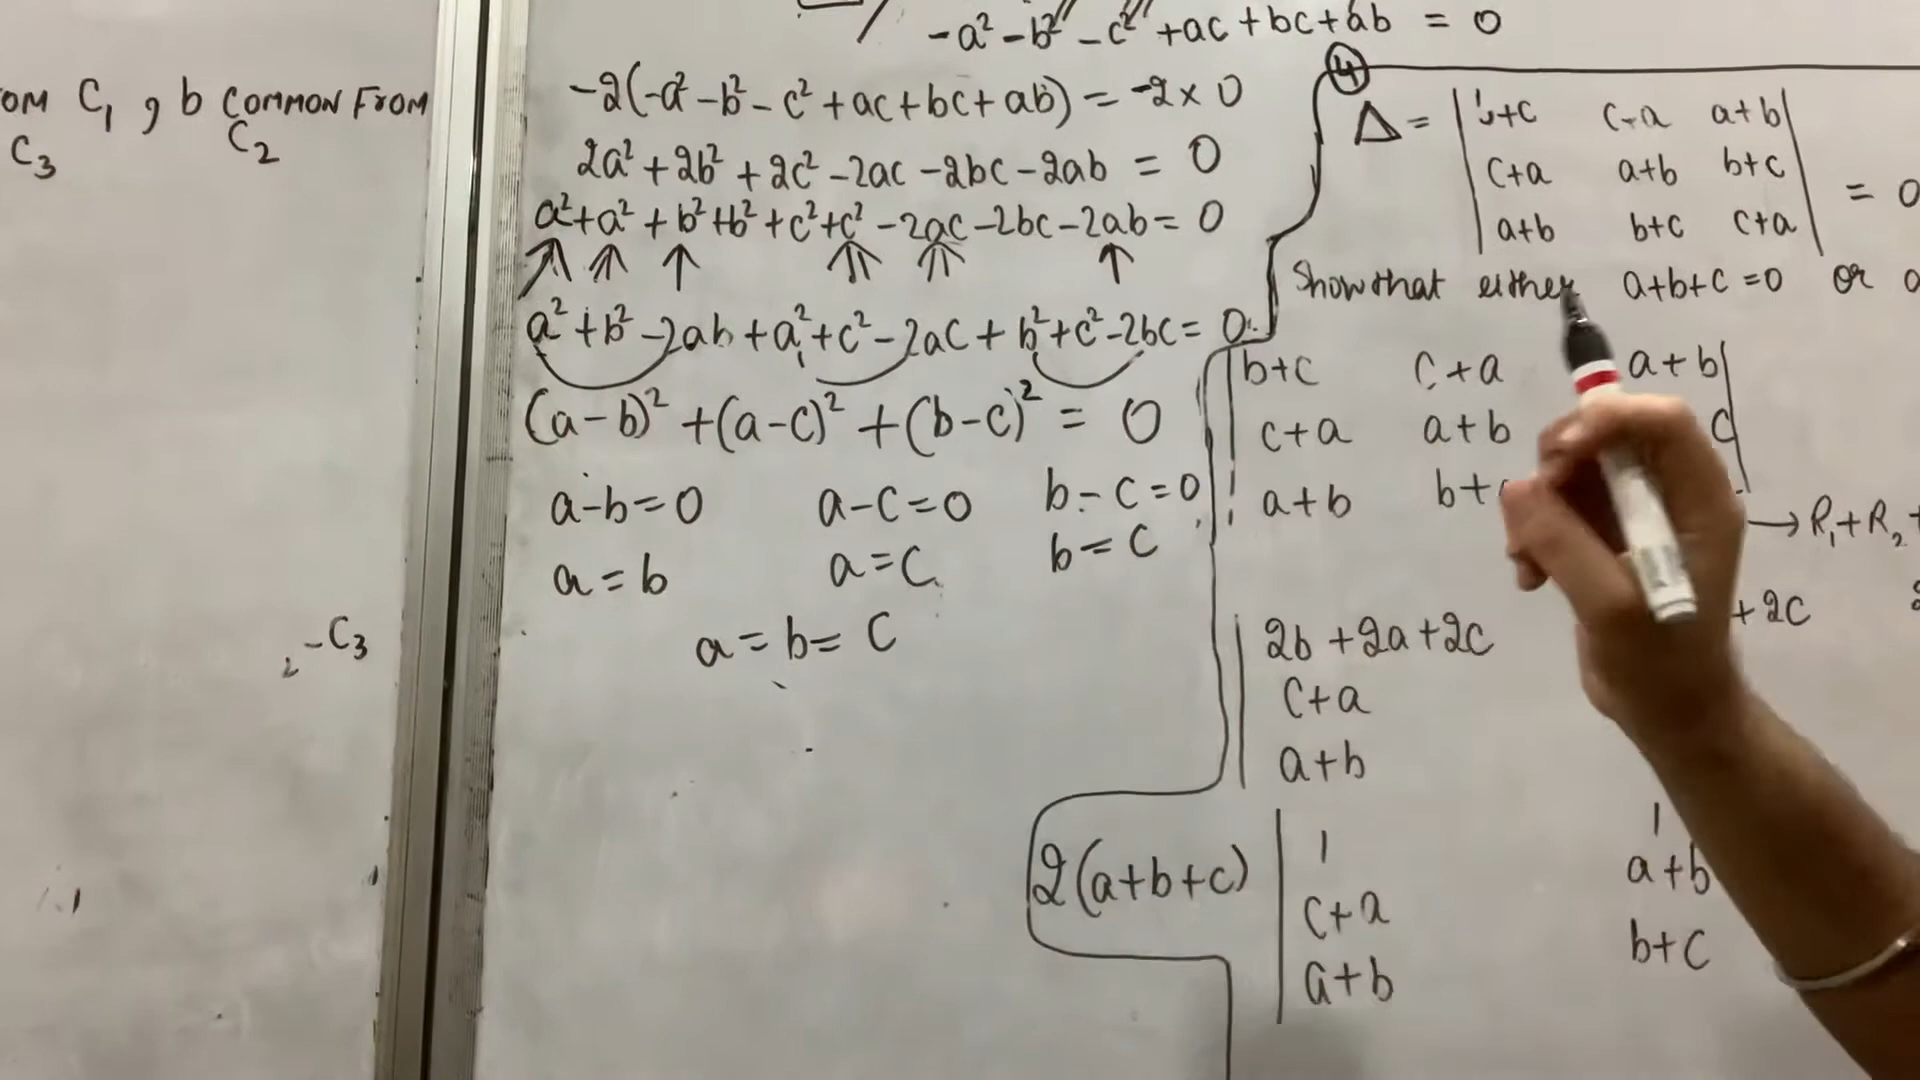 OM C₁, b COMMON FROM
C₃ C₂
-C₃
-a²-b²-c²+ac+bc+ab = 0
-2(-a²-b²-c²+ac+bc+ab) = -2×0
2a²+2b²+2c²-2ac-2bc-2ab = 0
a²+a²+b²+b²+c²+c²-2ac-2bc-2ab = 0
a²+b²-2ab+a²+c²-2ac+b²+c²-2bc = 0
(a-b)²+(a-c)²+(b-c)² = 0
a-b=0 a-c=0 b-c=0
a=b a=c b=c
a=b=c
4
Δ = | b+c c+a a+b |
| c+a a+b b+c | = 0
| a+b b+c c+a |
Show that either a+b+c=0 or a
| b+c c+a a+b |
| c+a a+b c |
| a+b b+
→ R₁+R₂+
| 2b+2a+2c +2c
| c+a
| a+b
2(a+b+c) | 1 1
| c+a a+b
| a+b b+c